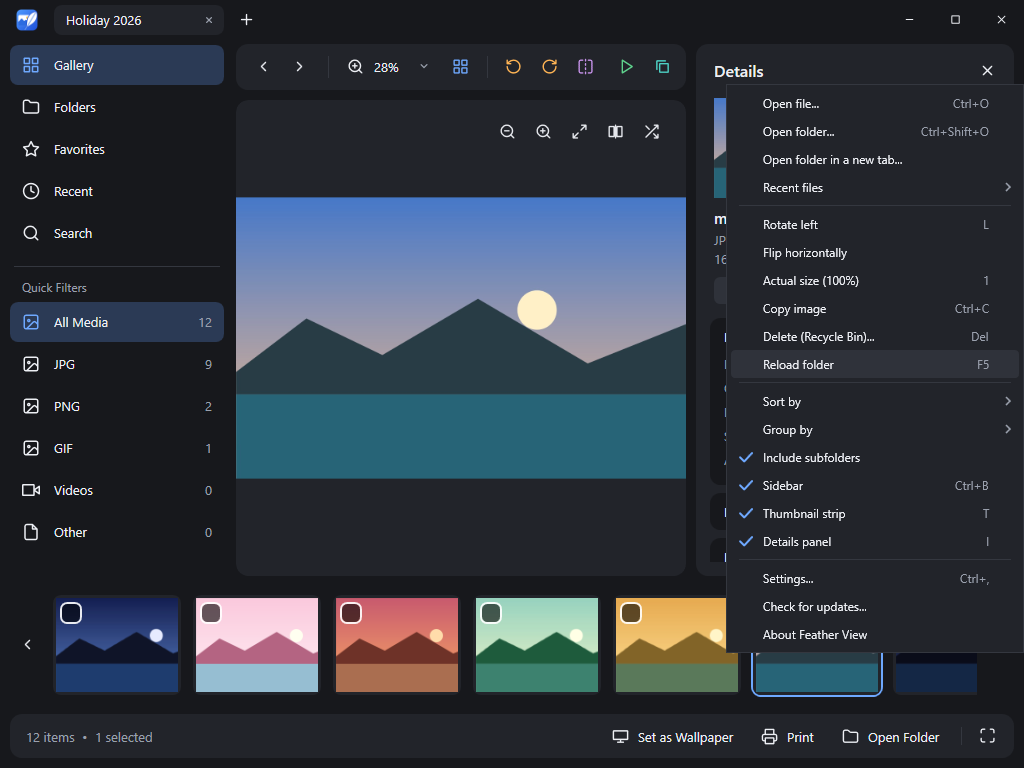 Holiday 2026
Gallery
Folders
Favorites
Recent
Search
Quick Filters
All Media 12
JPG 9
PNG 2
GIF 1
Videos 0
Other 0
28%
Details
Open file... Ctrl+O
Open folder... Ctrl+Shift+O
Open folder in a new tab...
Recent files
Rotate left L
Flip horizontally
Actual size (100%) 1
Copy image Ctrl+C
Delete (Recycle Bin)... Del
Reload folder F5
Sort by
Group by
Include subfolders
Sidebar Ctrl+B
Thumbnail strip T
Details panel I
Settings... Ctrl+,
Check for updates...
About Feather View
12 items • 1 selected
Set as Wallpaper
Print
Open Folder